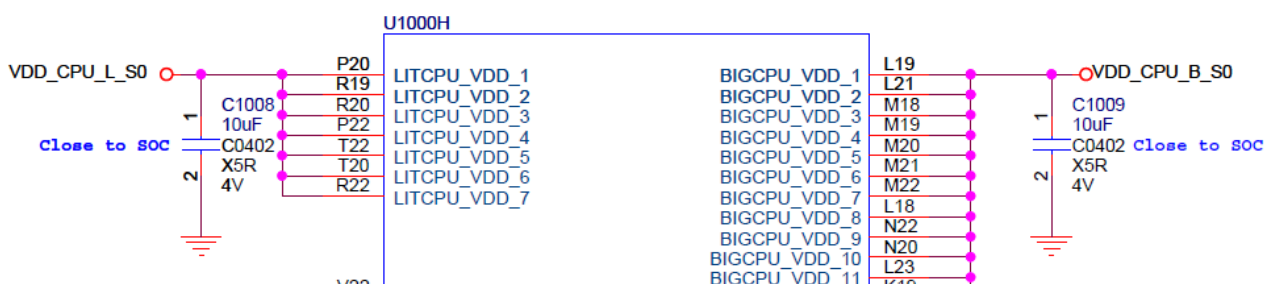 U1000H
VDD_CPU_L_S0
P20 LITCPU_VDD_1
R19 LITCPU_VDD_2
R20 LITCPU_VDD_3
P22 LITCPU_VDD_4
T22 LITCPU_VDD_5
T20 LITCPU_VDD_6
R22 LITCPU_VDD_7
1
2
C1008
10uF
C0402
X5R
4V
Close to SOC
BIGCPU_VDD_1 L19
BIGCPU_VDD_2 L21
BIGCPU_VDD_3 M18
BIGCPU_VDD_4 M19
BIGCPU_VDD_5 M20
BIGCPU_VDD_6 M21
BIGCPU_VDD_7 M22
BIGCPU_VDD_8 L18
BIGCPU_VDD_9 N22
BIGCPU_VDD_10 N20
BIGCPU_VDD_11 L23
VDD_CPU_B_S0
1
2
C1009
10uF
C0402 Close to SOC
X5R
4V